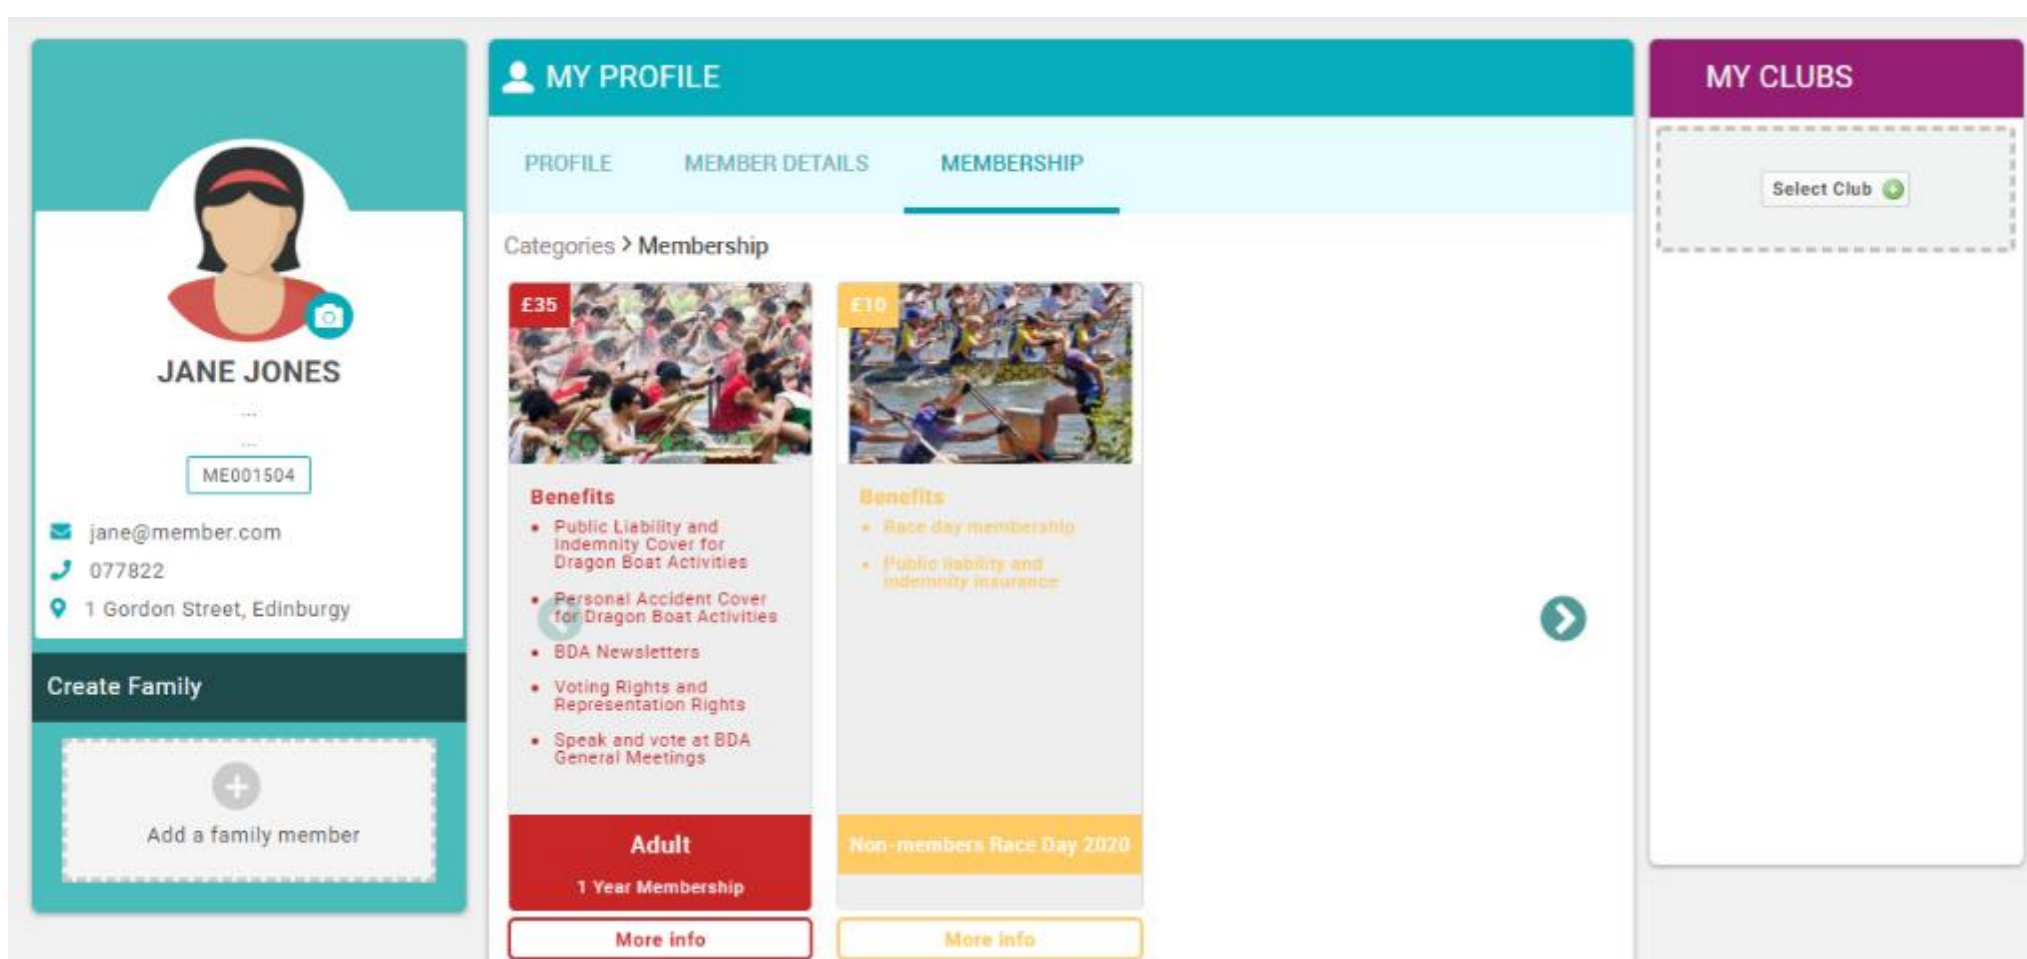 JANE JONES
...
...
ME001504
jane@member.com
077822
1 Gordon Street, Edinburgy
Create Family
Add a family member
MY PROFILE
PROFILE MEMBER DETAILS MEMBERSHIP
Categories > Membership
£35
Benefits
• Public Liability and
Indemnity Cover for
Dragon Boat Activities
• Personal Accident Cover
for Dragon Boat Activities
• BDA Newsletters
• Voting Rights and
Representation Rights
• Speak and vote at BDA
General Meetings
Adult
1 Year Membership
More info
£10
Benefits
• Race day membership
• Public liability and
indemnity insurance
Non-members Race Day 2020
More info
MY CLUBS
Select Club